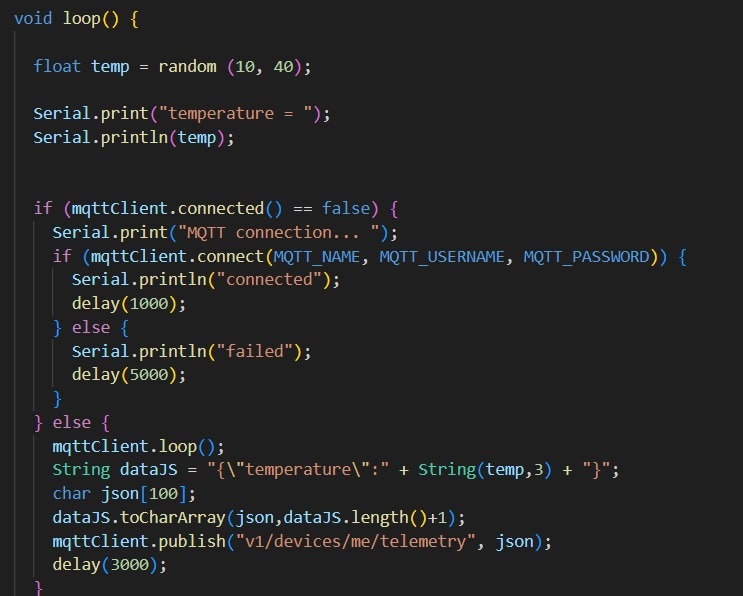 void loop() {
float temp = random (10, 40);
Serial.print("temperature = ");
Serial.println(temp);
if (mqttClient.connected() == false) {
Serial.print("MQTT connection... ");
if (mqttClient.connect(MQTT_NAME, MQTT_USERNAME, MQTT_PASSWORD)) {
Serial.println("connected");
delay(1000);
} else {
Serial.println("failed");
delay(5000);
}
} else {
mqttClient.loop();
String dataJS = "{\"temperature\":" + String(temp,3) + "}";
char json[100];
dataJS.toCharArray(json,dataJS.length()+1);
mqttClient.publish("v1/devices/me/telemetry", json);
delay(3000);
}